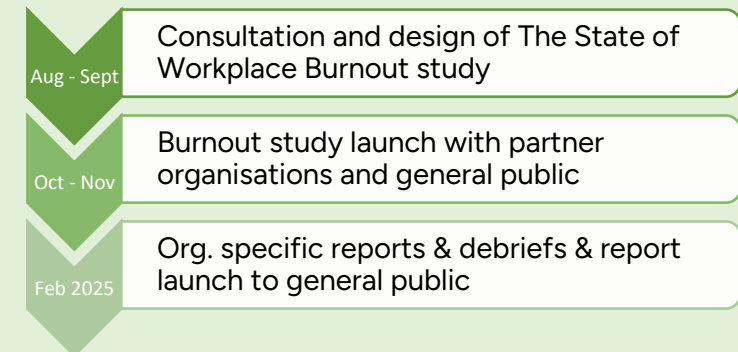 Aug - Sept
Consultation and design of The State of
Workplace Burnout study
Oct - Nov
Burnout study launch with partner
organisations and general public
Feb 2025
Org. specific reports & debriefs & report
launch to general public